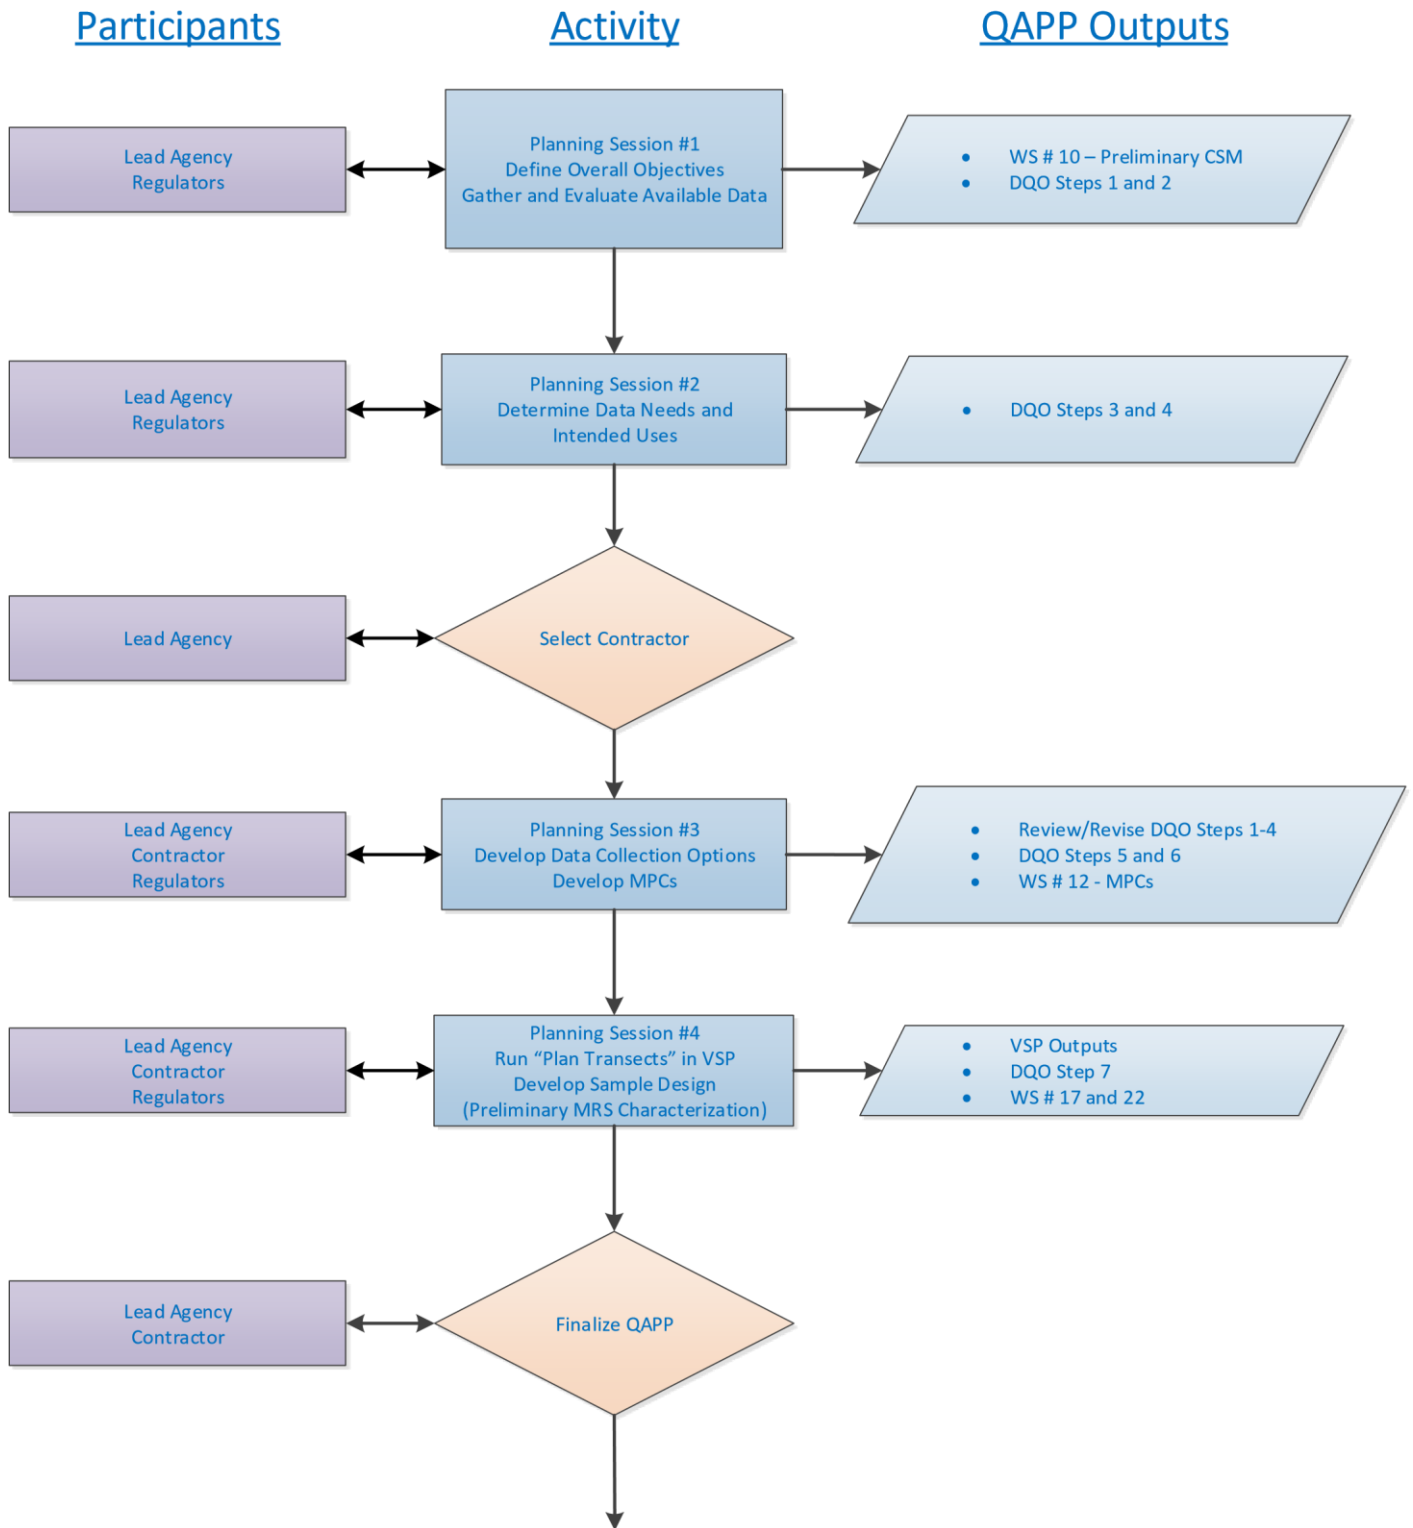 Participants
Activity
QAPP Outputs
Lead Agency
Regulators
Planning Session #1
Define Overall Objectives
Gather and Evaluate Available Data
• WS # 10 – Preliminary CSM
• DQO Steps 1 and 2
Lead Agency
Regulators
Planning Session #2
Determine Data Needs and
Intended Uses
• DQO Steps 3 and 4
Lead Agency
Select Contractor
Lead Agency
Contractor
Regulators
Planning Session #3
Develop Data Collection Options
Develop MPCs
• Review/Revise DQO Steps 1-4
• DQO Steps 5 and 6
• WS # 12 - MPCs
Lead Agency
Contractor
Regulators
Planning Session #4
Run “Plan Transects” in VSP
Develop Sample Design
(Preliminary MRS Characterization)
• VSP Outputs
• DQO Step 7
• WS # 17 and 22
Lead Agency
Contractor
Finalize QAPP